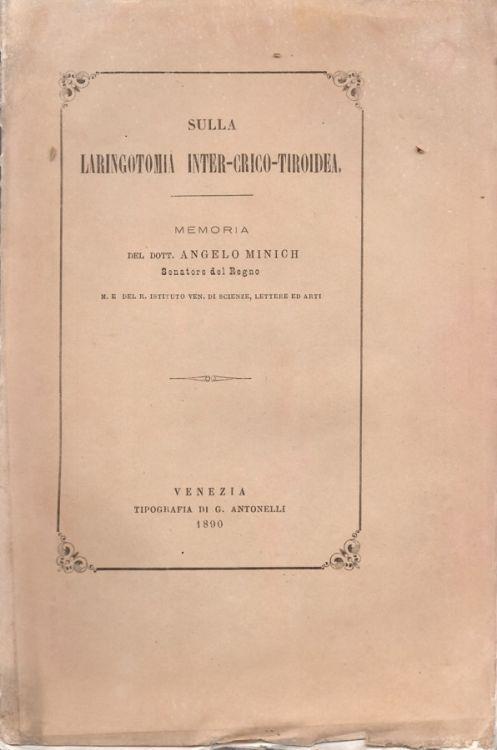 SULLA
LARINGOTOMIA INTER-CRICO-TIROIDEA.
MEMORIA
DEL DOTT. ANGELO MINICH
Senatore del Regno
M. E DEL R. ISTITUTO VEN. DI SCIENZE, LETTERE ED ARTI
VENEZIA
TIPOGRAFIA DI G. ANTONELLI
1890